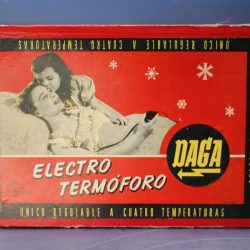 UNICO REGULABLE A CUATRO TEMPERATURAS
DAGA
ELECTRO
TERMÓFORO
UNICO REGULABLE A CUATRO TEMPERATURAS